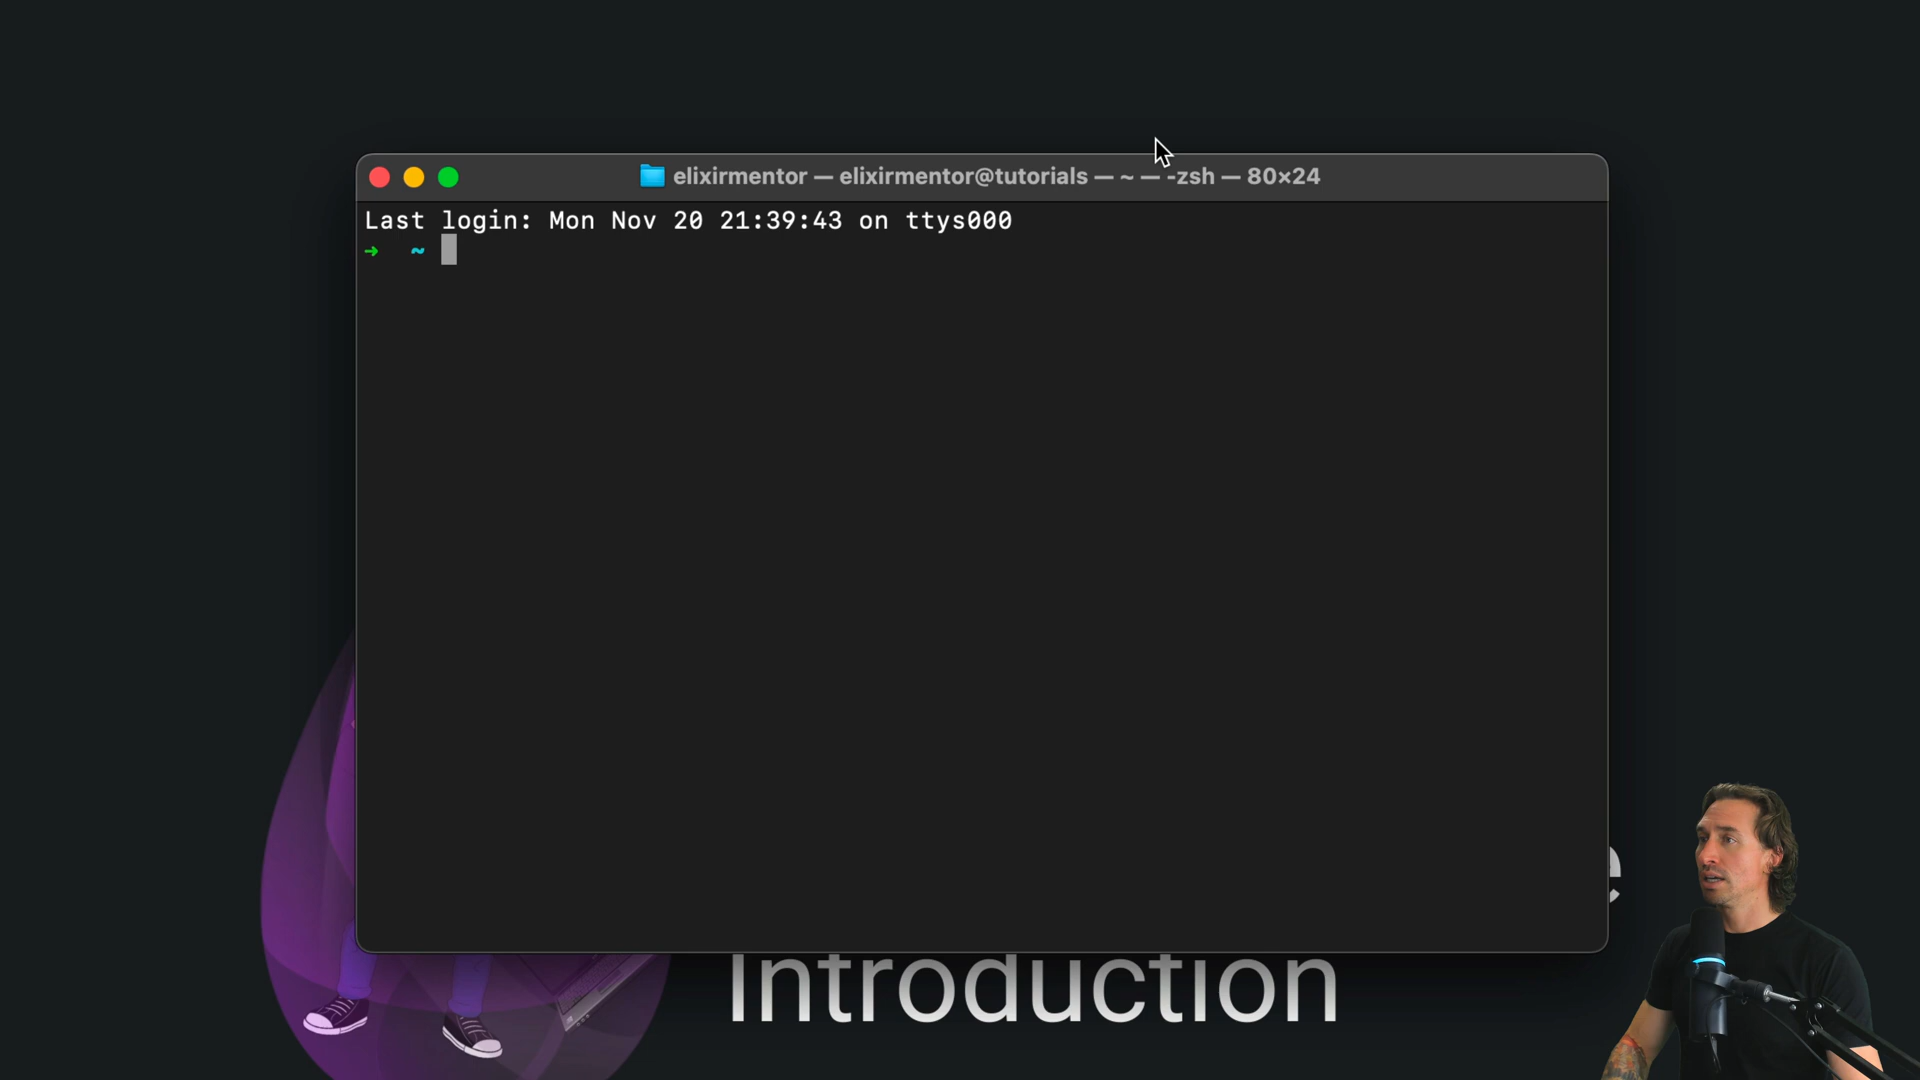 elixirmentor — elixirmentor@tutorials — ~ — -zsh — 80×24
Last login: Mon Nov 20 21:39:43 on ttys000
➜ ~
e
Introduction